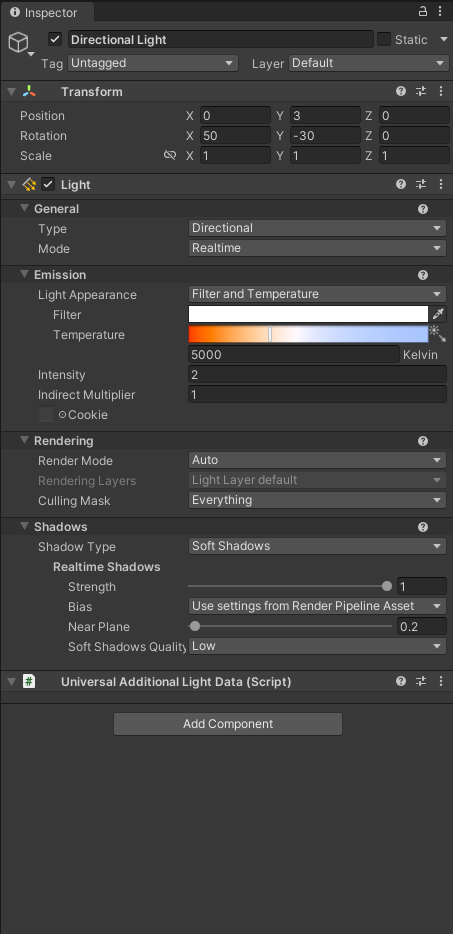 Inspector
Directional Light Static
Tag Untagged Layer Default
Transform
Position X 0 Y 3 Z 0
Rotation X 50 Y -30 Z 0
Scale X 1 Y 1 Z 1
Light
General
Type Directional
Mode Realtime
Emission
Light Appearance Filter and Temperature
Filter
Temperature
5000 Kelvin
Intensity 2
Indirect Multiplier 1
Cookie
Rendering
Render Mode Auto
Rendering Layers Light Layer default
Culling Mask Everything
Shadows
Shadow Type Soft Shadows
Realtime Shadows
Strength 1
Bias Use settings from Render Pipeline Asset
Near Plane 0.2
Soft Shadows Quality Low
# Universal Additional Light Data (Script)
Add Component